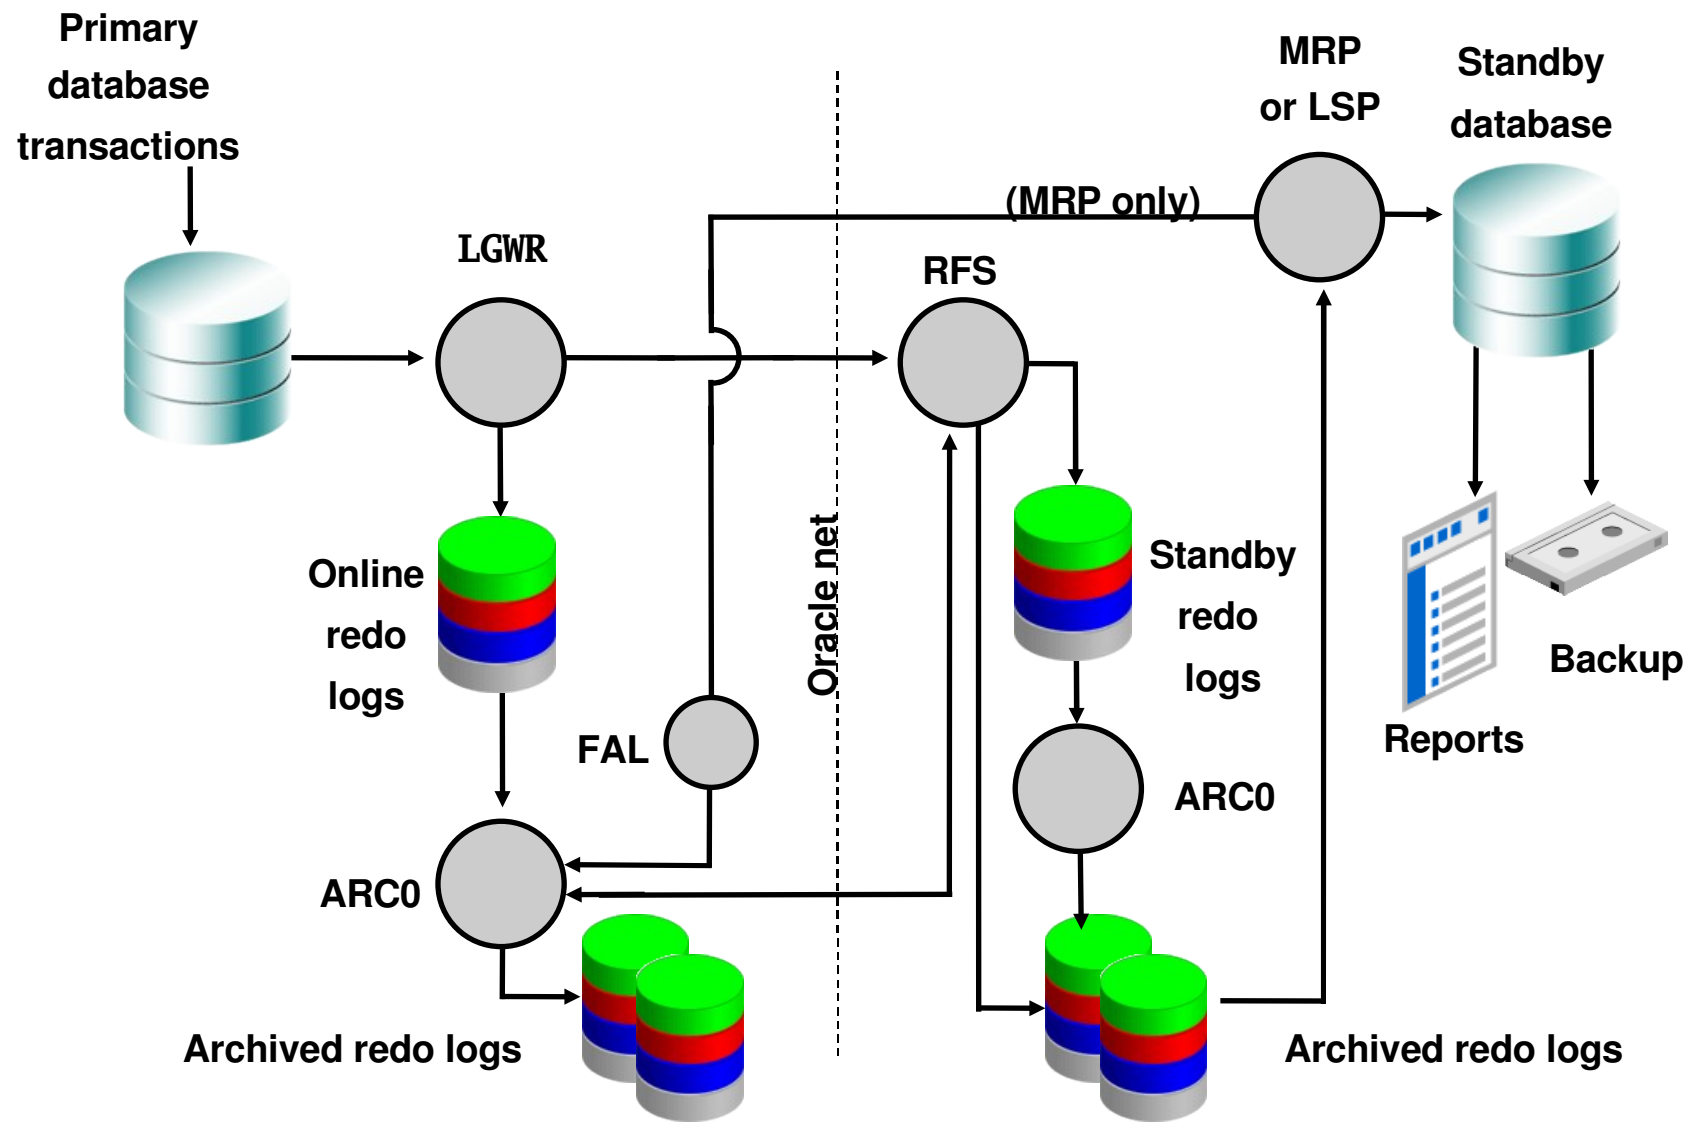 Primary
database
transactions
MRP
or LSP
Standby
database
(MRP only)
LGWR
RFS
Online
redo
logs
Oracle net
Standby
redo
logs
Backup
Reports
FAL
ARC0
ARC0
Archived redo logs
Archived redo logs